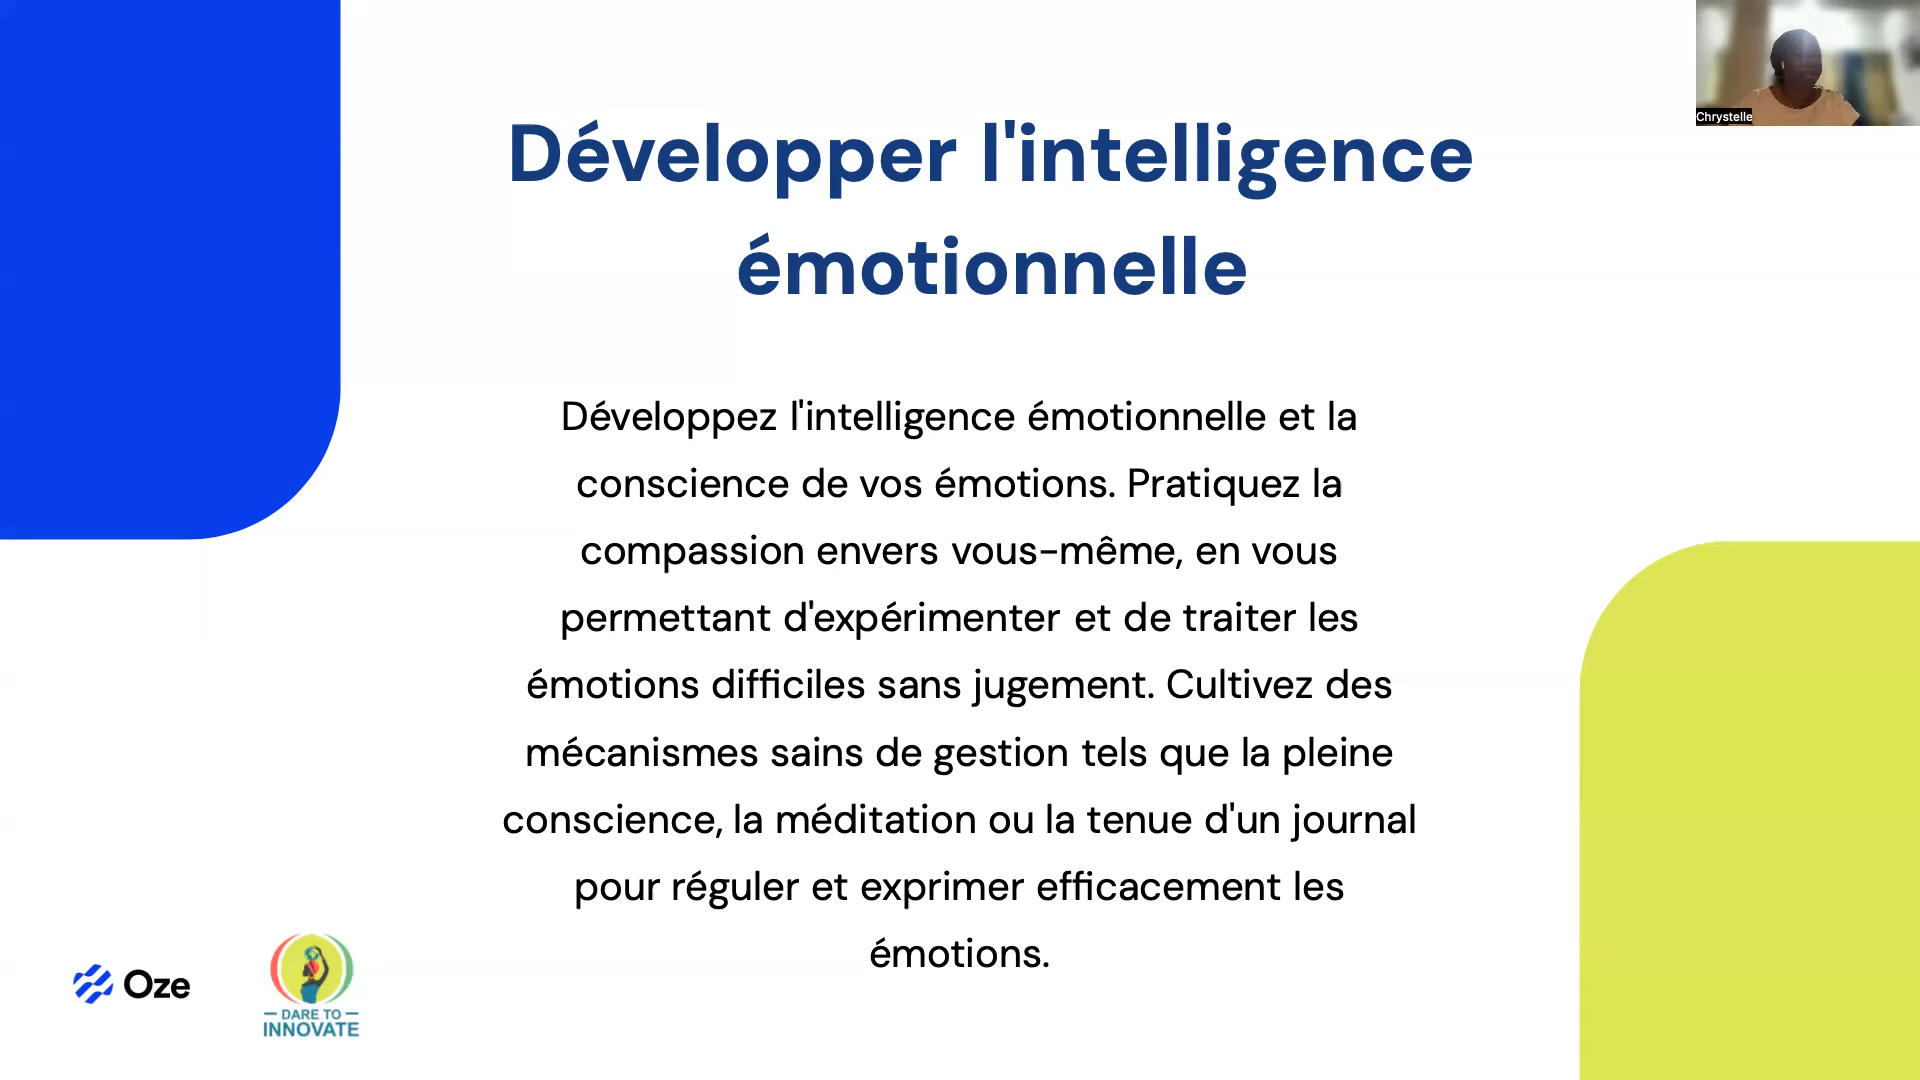 Chrystelle
Développer l'intelligence
émotionnelle
Développez l'intelligence émotionnelle et la
conscience de vos émotions. Pratiquez la
compassion envers vous-même, en vous
permettant d'expérimenter et de traiter les
émotions difficiles sans jugement. Cultivez des
mécanismes sains de gestion tels que la pleine
conscience, la méditation ou la tenue d'un journal
pour réguler et exprimer efficacement les
émotions.
Oze
DARE TO
INNOVATE